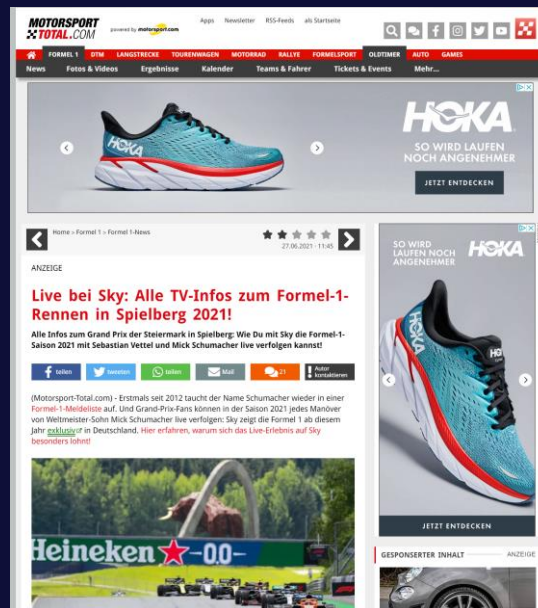 MOTORSPORT
TOTAL.COM
powered by motorsport.com
Apps Newsletter RSS-Feeds als Startseite
FORMEL 1 DTM LANGSTRECKE TOURENWAGEN MOTORRAD RALLYE FORMELSPORT OLDTIMER AUTO GAMES
News Fotos & Videos Ergebnisse Kalender Teams & Fahrer Tickets & Events Mehr...
HOKA
HOKA
SO WIRD LAUFEN
NOCH ANGENEHMER
JETZT ENTDECKEN
Home » Formel 1 » Formel 1-News
27.06.2021 - 11:45
ANZEIGE
Live bei Sky: Alle TV-Infos zum Formel-1-
Rennen in Spielberg 2021!
Alle Infos zum Grand Prix der Steiermark in Spielberg: Wie Du mit Sky die Formel-1-
Saison 2021 mit Sebastian Vettel und Mick Schumacher live verfolgen kannst!
teilen tweeten teilen Mail 21 Autor
kontaktieren
(Motorsport-Total.com) - Erstmals seit 2012 taucht der Name Schumacher wieder in einer
Formel-1-Meldeliste auf. Und Grand-Prix-Fans können in der Saison 2021 jedes Manöver
von Weltmeister-Sohn Mick Schumacher live verfolgen: Sky zeigt die Formel 1 ab diesem
Jahr exklusiv in Deutschland. Hier erfahren, warum sich das Live-Erlebnis auf Sky
besonders lohnt!
Heineken -0.0-
SO WIRD
LAUFEN NOCH
ANGENEHMER
HOKA
HOKA
JETZT ENTDECKEN
GESPONSERTER INHALT ANZEIGE